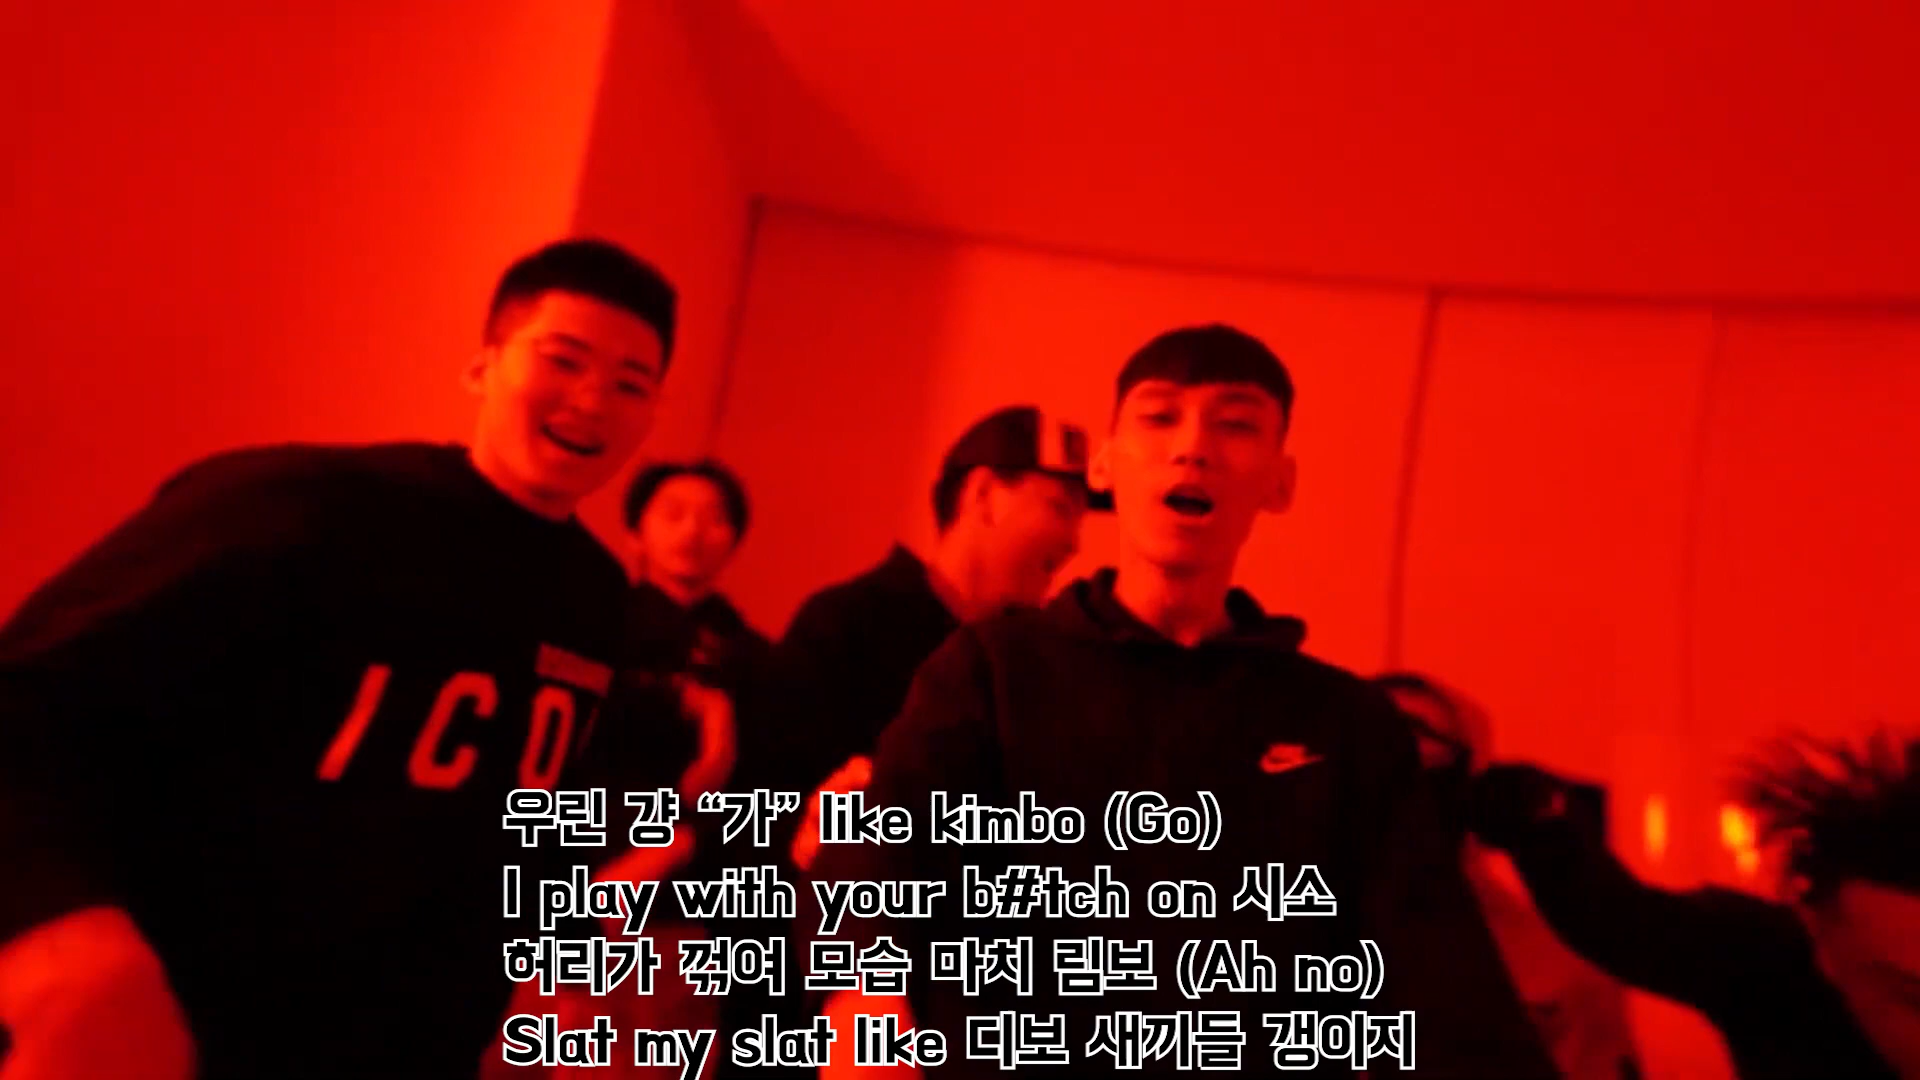 ICO
우린 걍 “가” like kimbo (Go)
I play with your b#tch on 시소
허리가 꺾여 모습 마치 림보 (Ah no)
Slat my slat like 디보 새끼들 갱이지